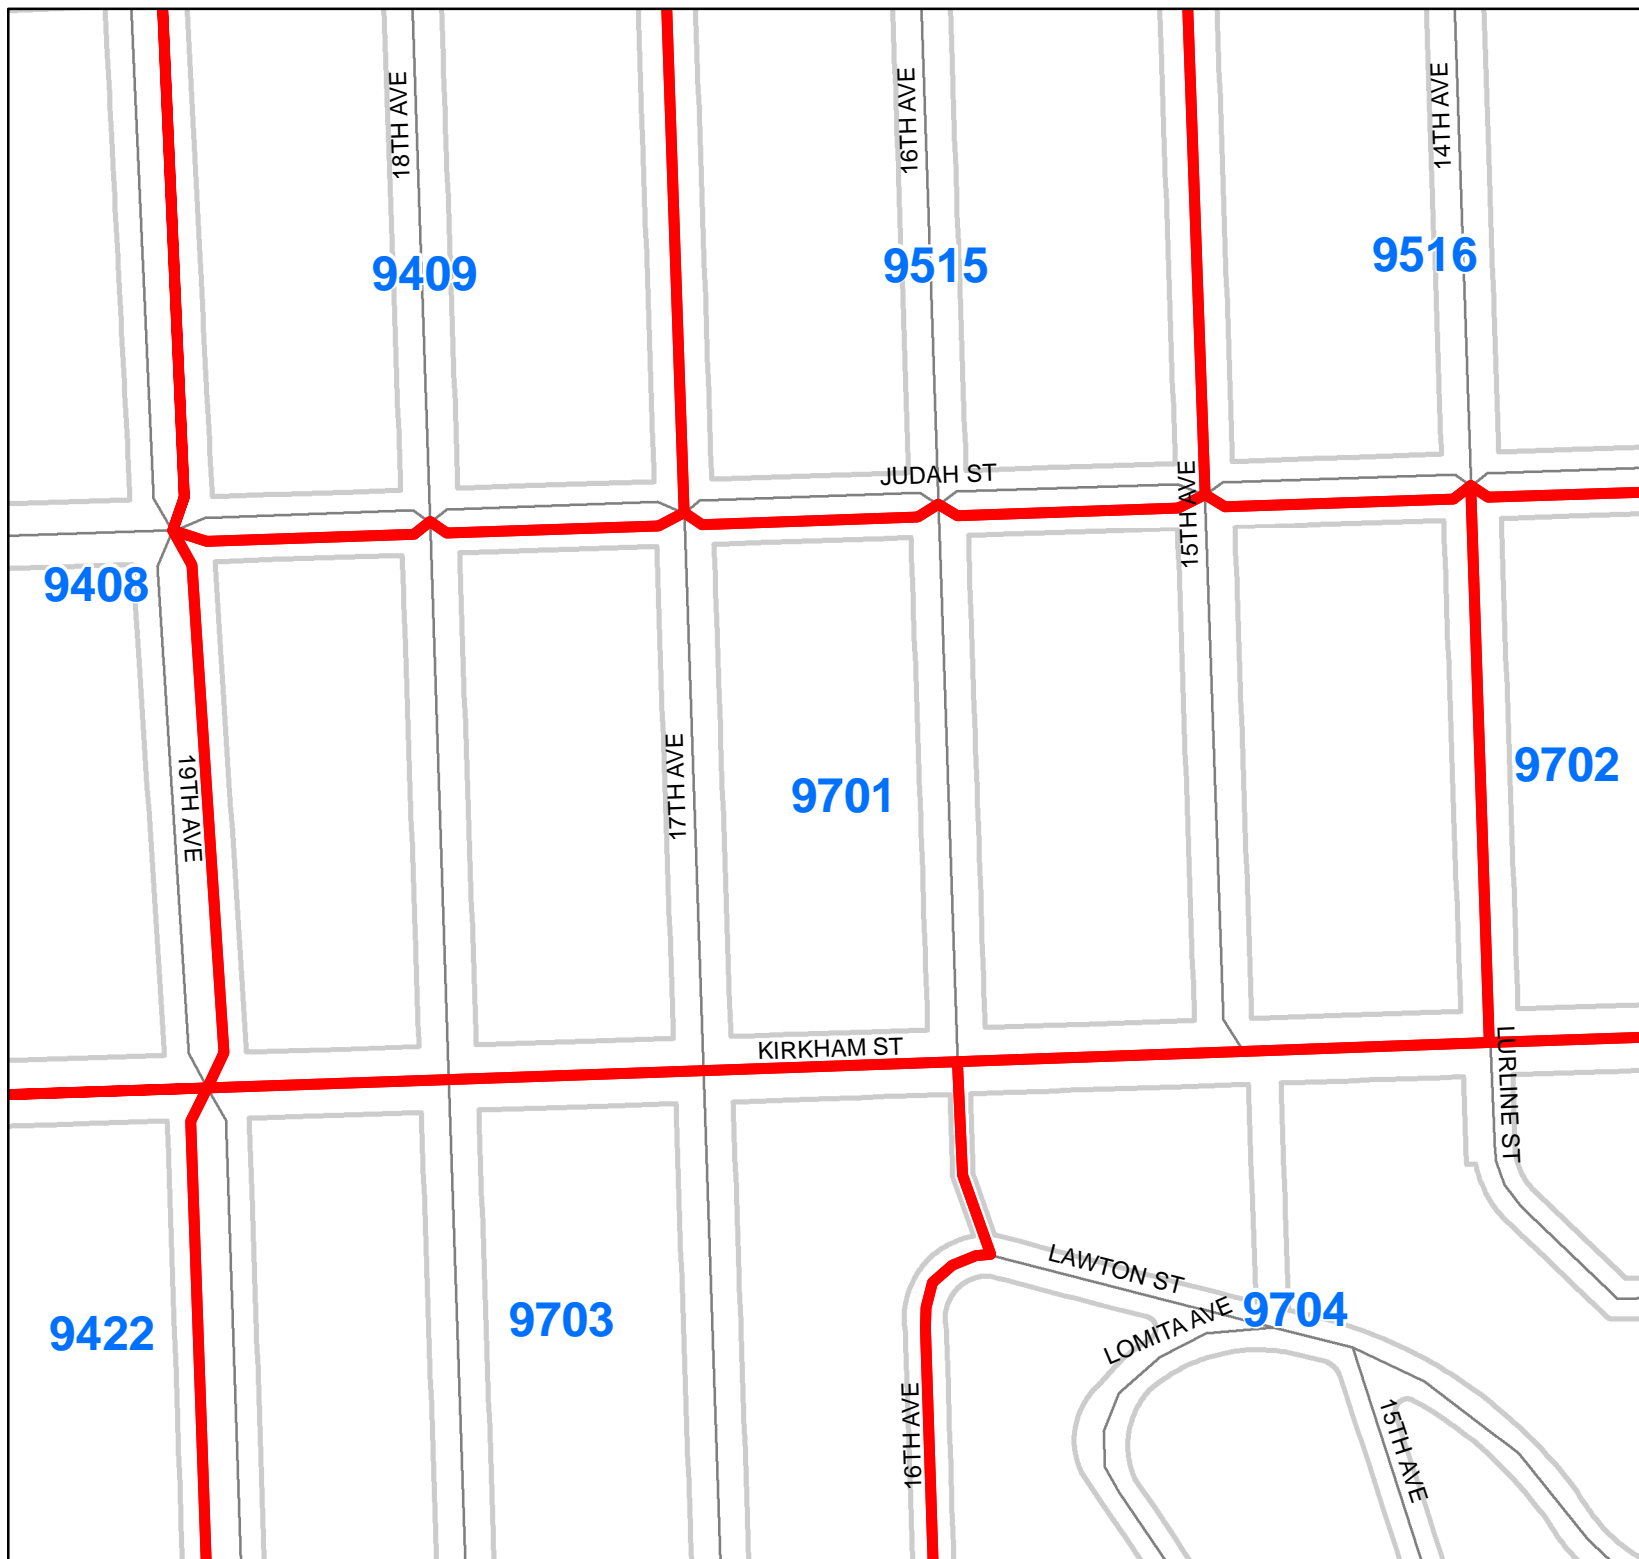 18TH AVE
16TH AVE
14TH AVE
9409
9515
9516
JUDAH ST
15TH AVE
9408
19TH AVE
17TH AVE
9701
9702
KIRKHAM ST
LURLINE ST
LAWTON ST
LOMITA AVE
9704
9703
9422
16TH AVE
15TH AVE